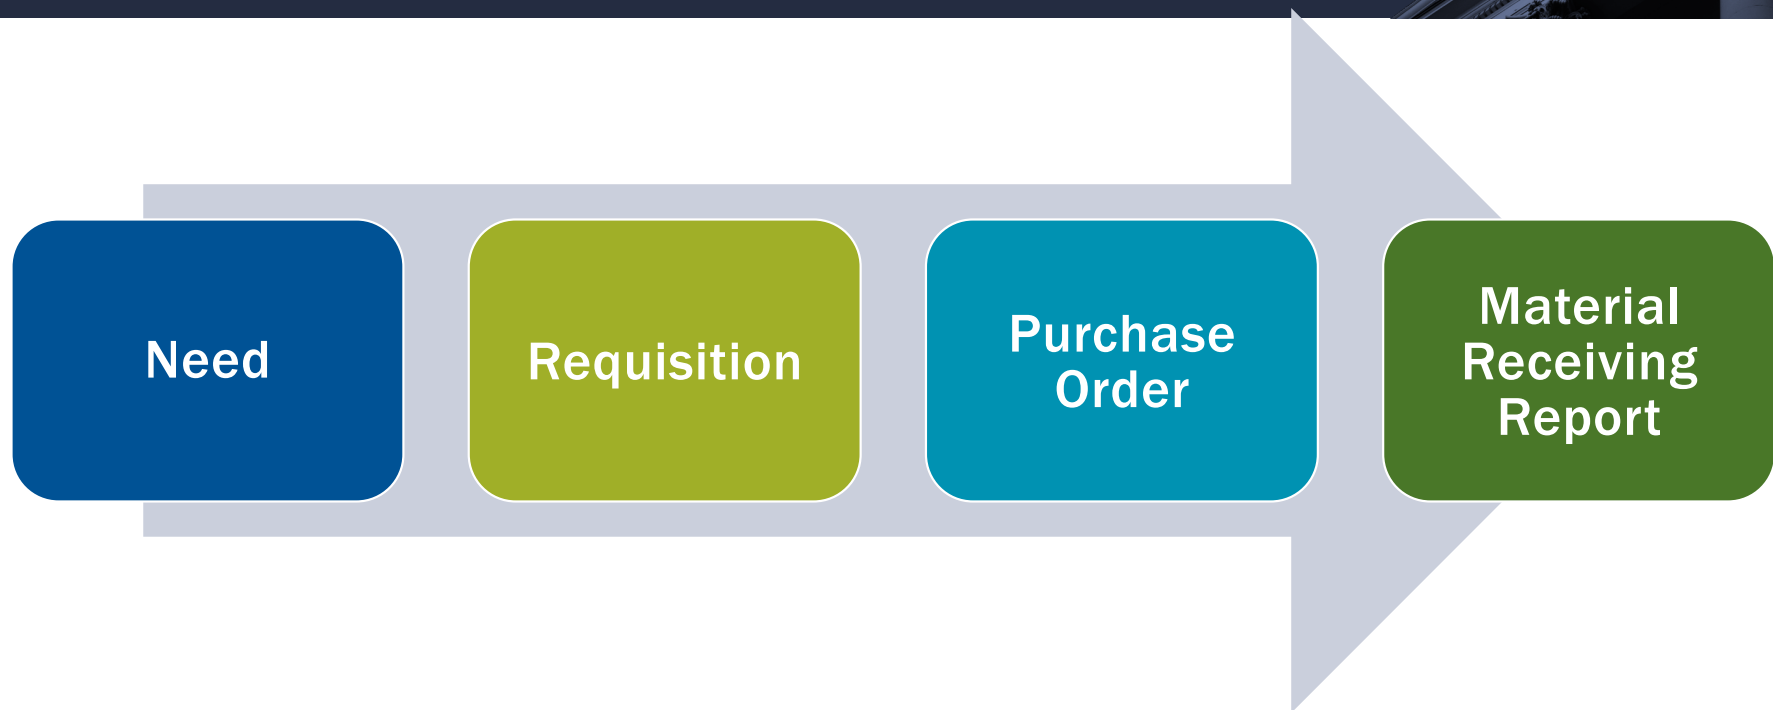 Need
Requisition
Purchase
Order
Material
Receiving
Report